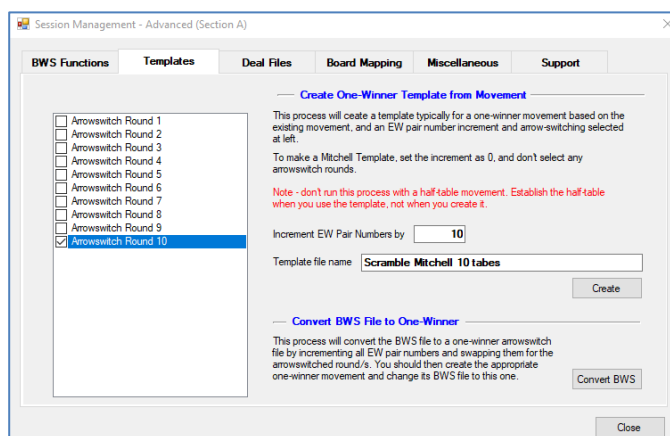 Session Management - Advanced (Section A)
BWS Functions
Templates
Deal Files
Board Mapping
Miscellaneous
Support
Arrowswitch Round 1
Arrowswitch Round 2
Arrowswitch Round 3
Arrowswitch Round 4
Arrowswitch Round 5
Arrowswitch Round 6
Arrowswitch Round 7
Arrowswitch Round 8
Arrowswitch Round 9
Arrowswitch Round 10
Create One-Winner Template from Movement
This process will ceate a template typically for a one-winner movement based on the
existing movement, and an EW pair number increment and arrow-switching selected
at left.
To make a Mitchell Template, set the increment as 0, and don't select any
arrowswitch rounds.
Note - don't run this process with a half-table movement. Establish the half-table
when you use the template, not when you create it.
Increment EW Pair Numbers by
10
Template file name
Scramble Mitchell 10 tabes
Create
Convert BWS File to One-Winner
This process will convert the BWS file to a one-winner arrowswitch
file by incrementing all EW pair numbers and swapping them for the
arrowswitched round/s. You should then create the appropriate
one-winner movement and change its BWS file to this one.
Convert BWS
Close